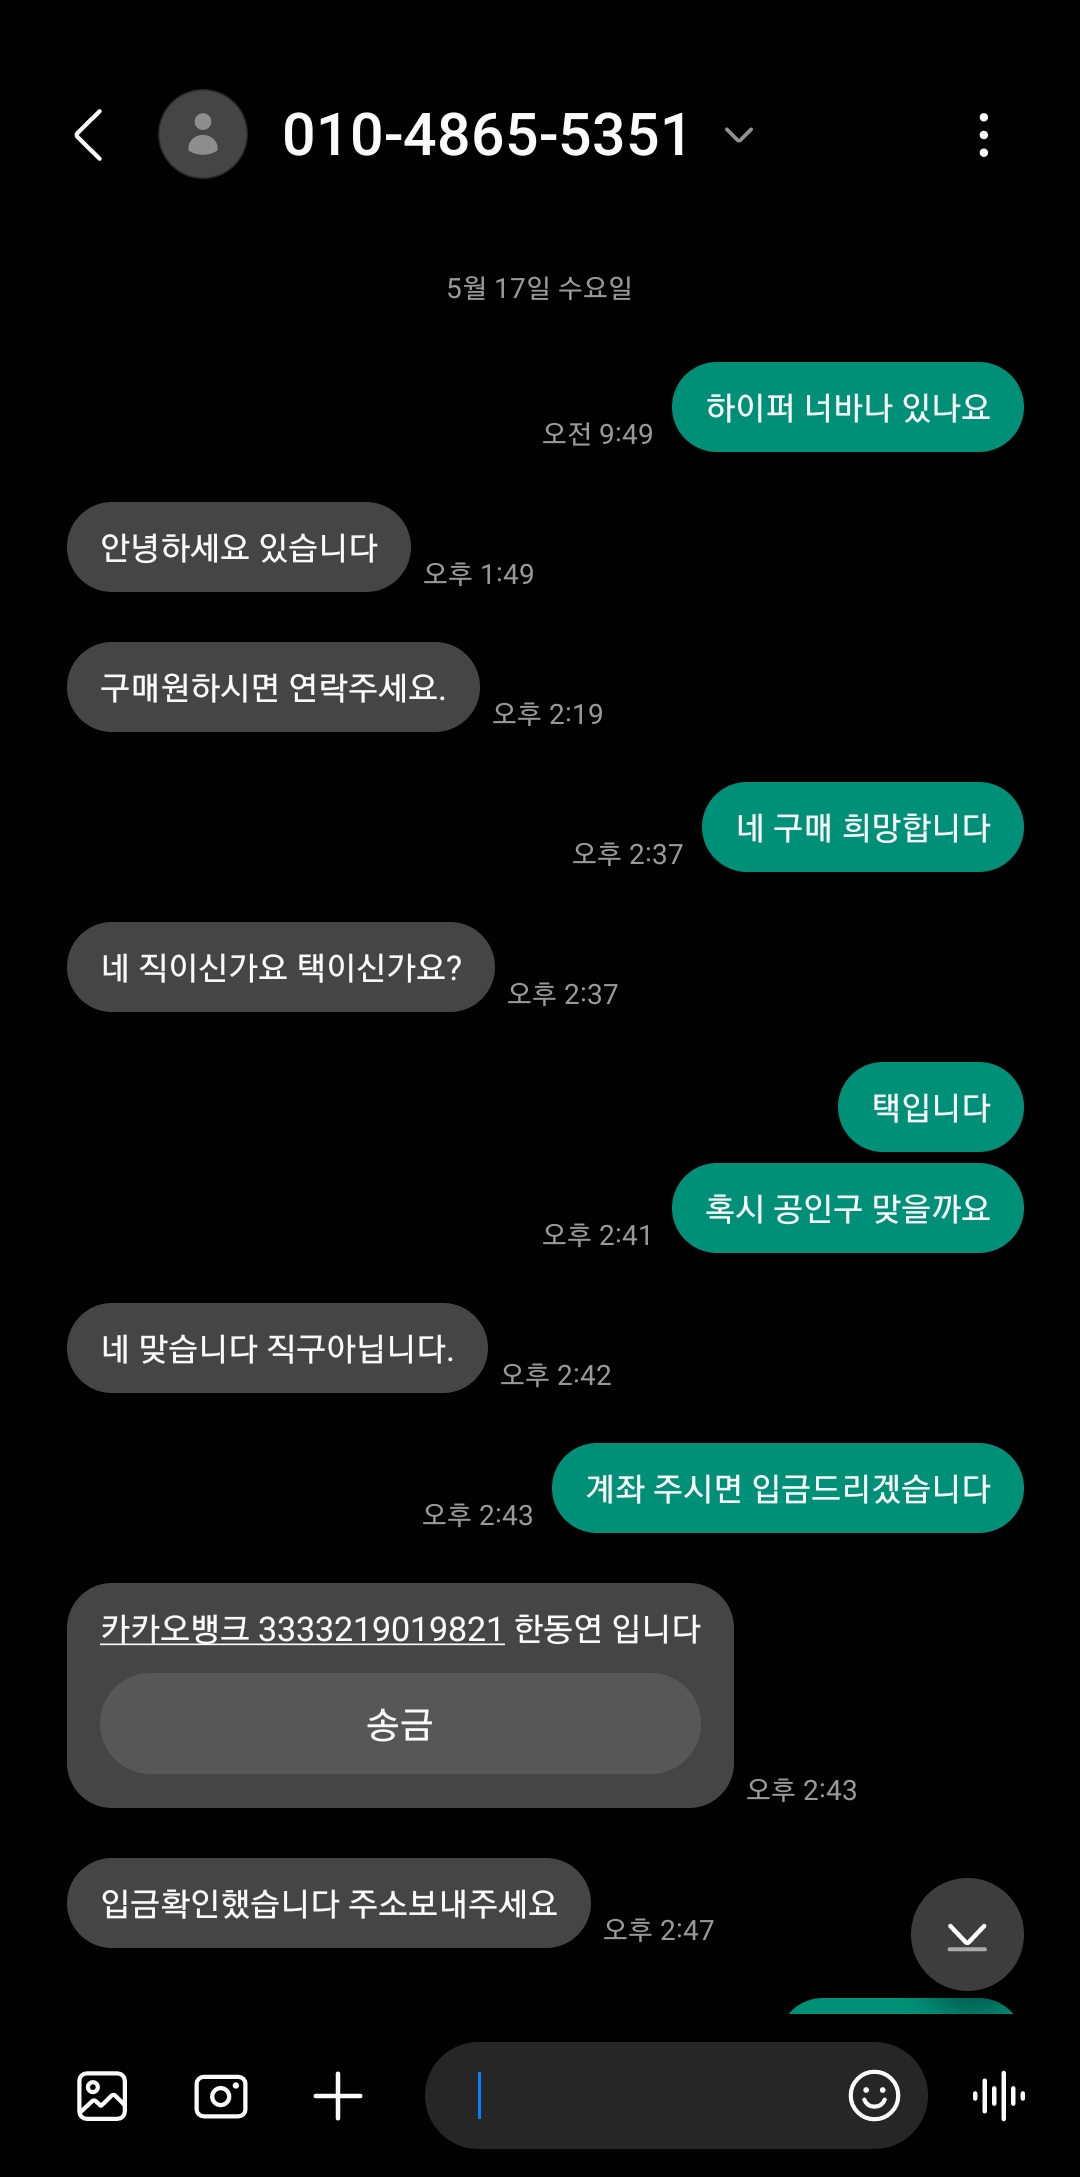 010-4865-5351
5월 17일 수요일
하이퍼 너바나 있나요
오전 9:49
안녕하세요 있습니다
오후 1:49
구매원하시면 연락주세요.
오후 2:19
네 구매 희망합니다
오후 2:37
네 직이신가요 택이신가요?
오후 2:37
택입니다
혹시 공인구 맞을까요
오후 2:41
네 맞습니다 직구아닙니다.
오후 2:42
계좌 주시면 입금드리겠습니다
오후 2:43
카카오뱅크 3333219019821 한동연 입니다
송금
오후 2:43
입금확인했습니다 주소보내주세요
오후 2:47